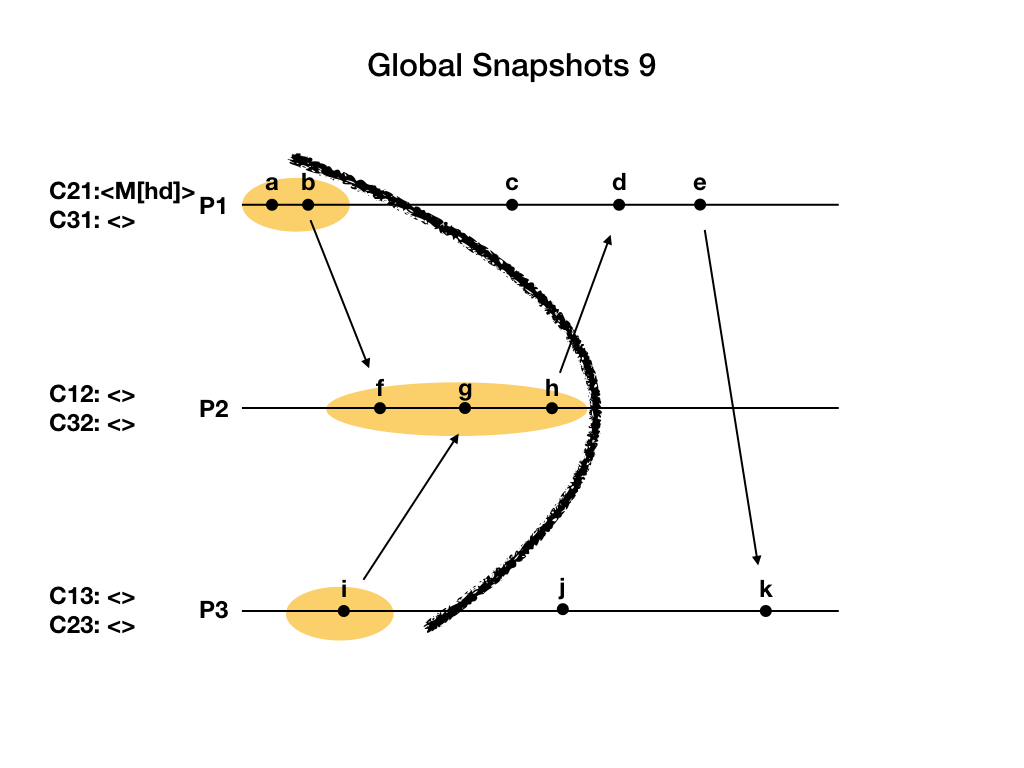 Global Snapshots 9
a b c d e
C21:<M[hd]>
C31: <>
P1
f g h
C12: <>
C32: <>
P2
i j k
C13: <>
C23: <>
P3